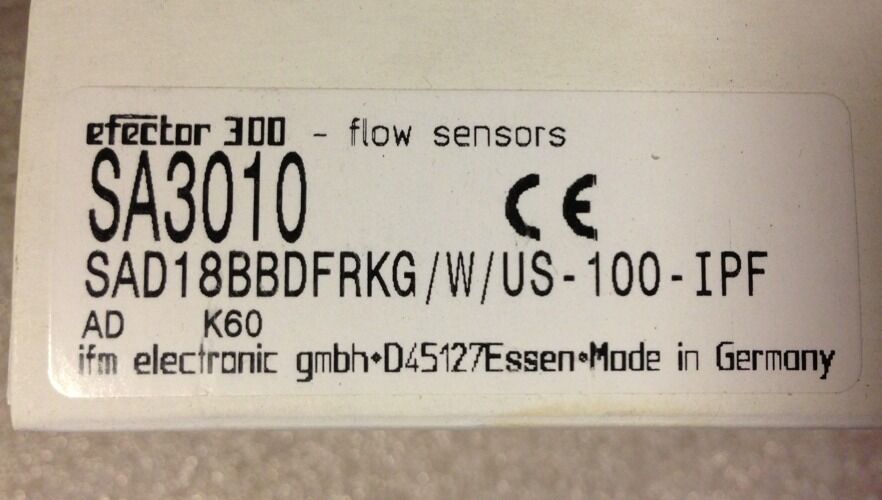 efector 300 - flow sensors
SA3010 CE
SAD18BBDFRKG/W/US-100-IPF
AD K60
ifm electronic gmbh•D45127Essen•Made in Germany